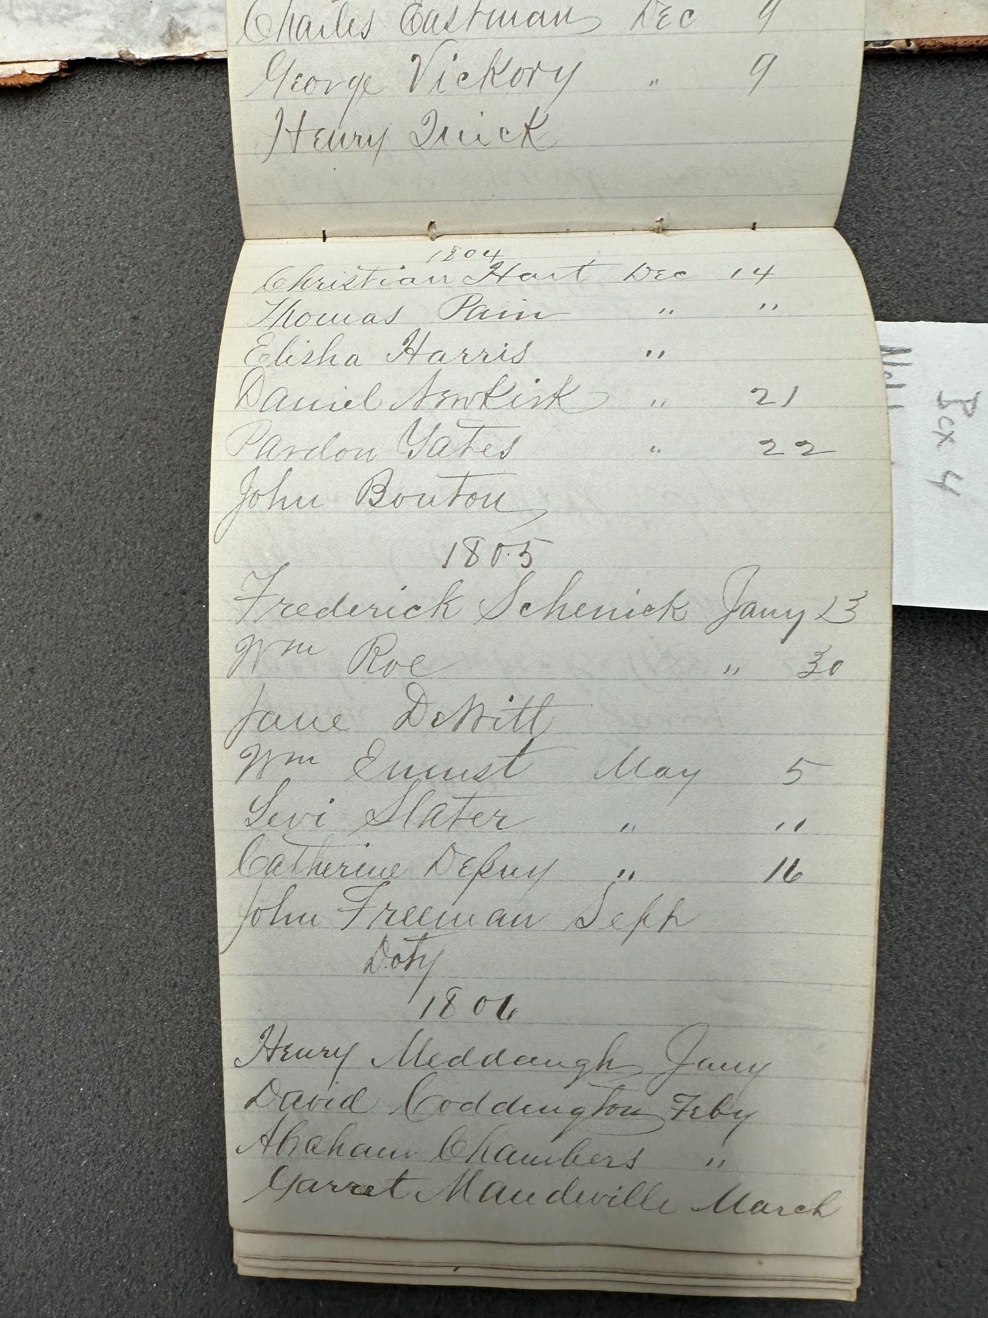 Charles Eastman Dec 9
George Vickory " 9
Henry Quick
1804
Christian Hart Dec 14
Thomas Pain " "
Elisha Harris "
Daniel Newkirk " 21
Pardon Yates " 22
John Bouton
1805
Frederick Schenick Jany 23
Wm Roe " 30
Jane DeWitt
Wm Ennust May 5
Levi Slater " "
Catherine Depuy " 16
John Freeman Sept
Doty
1806
Henry Meddaugh Jany
David Coddington Feby
Abraham Chambers "
Garret Mandeville March
Box 4